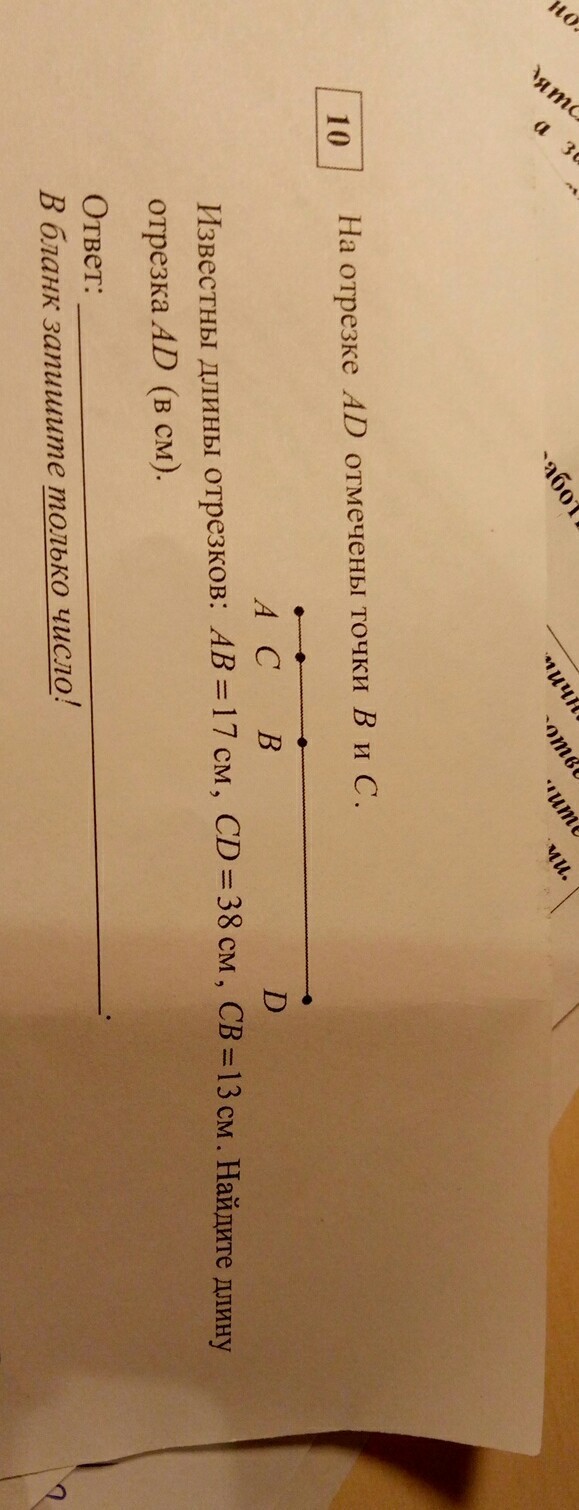 10 На отрезке AD отмечены точки B и C.
A C B D
Известны длины отрезков: AB = 17 см, CD = 38 см, CB = 13 см. Найдите длину
отрезка AD (в см).
Ответ: .
В бланк запишите только число!